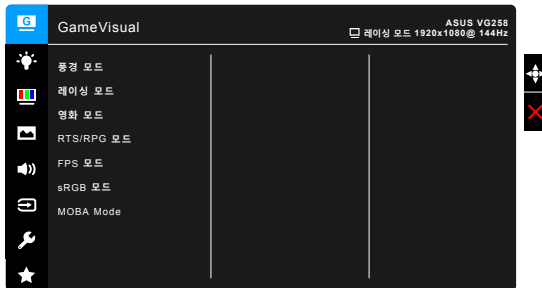 G
GameVisual
ASUS VG258
레이싱 모드 1920x1080@ 144Hz
풍경 모드
레이싱 모드
영화 모드
RTS/RPG 모드
FPS 모드
sRGB 모드
MOBA Mode